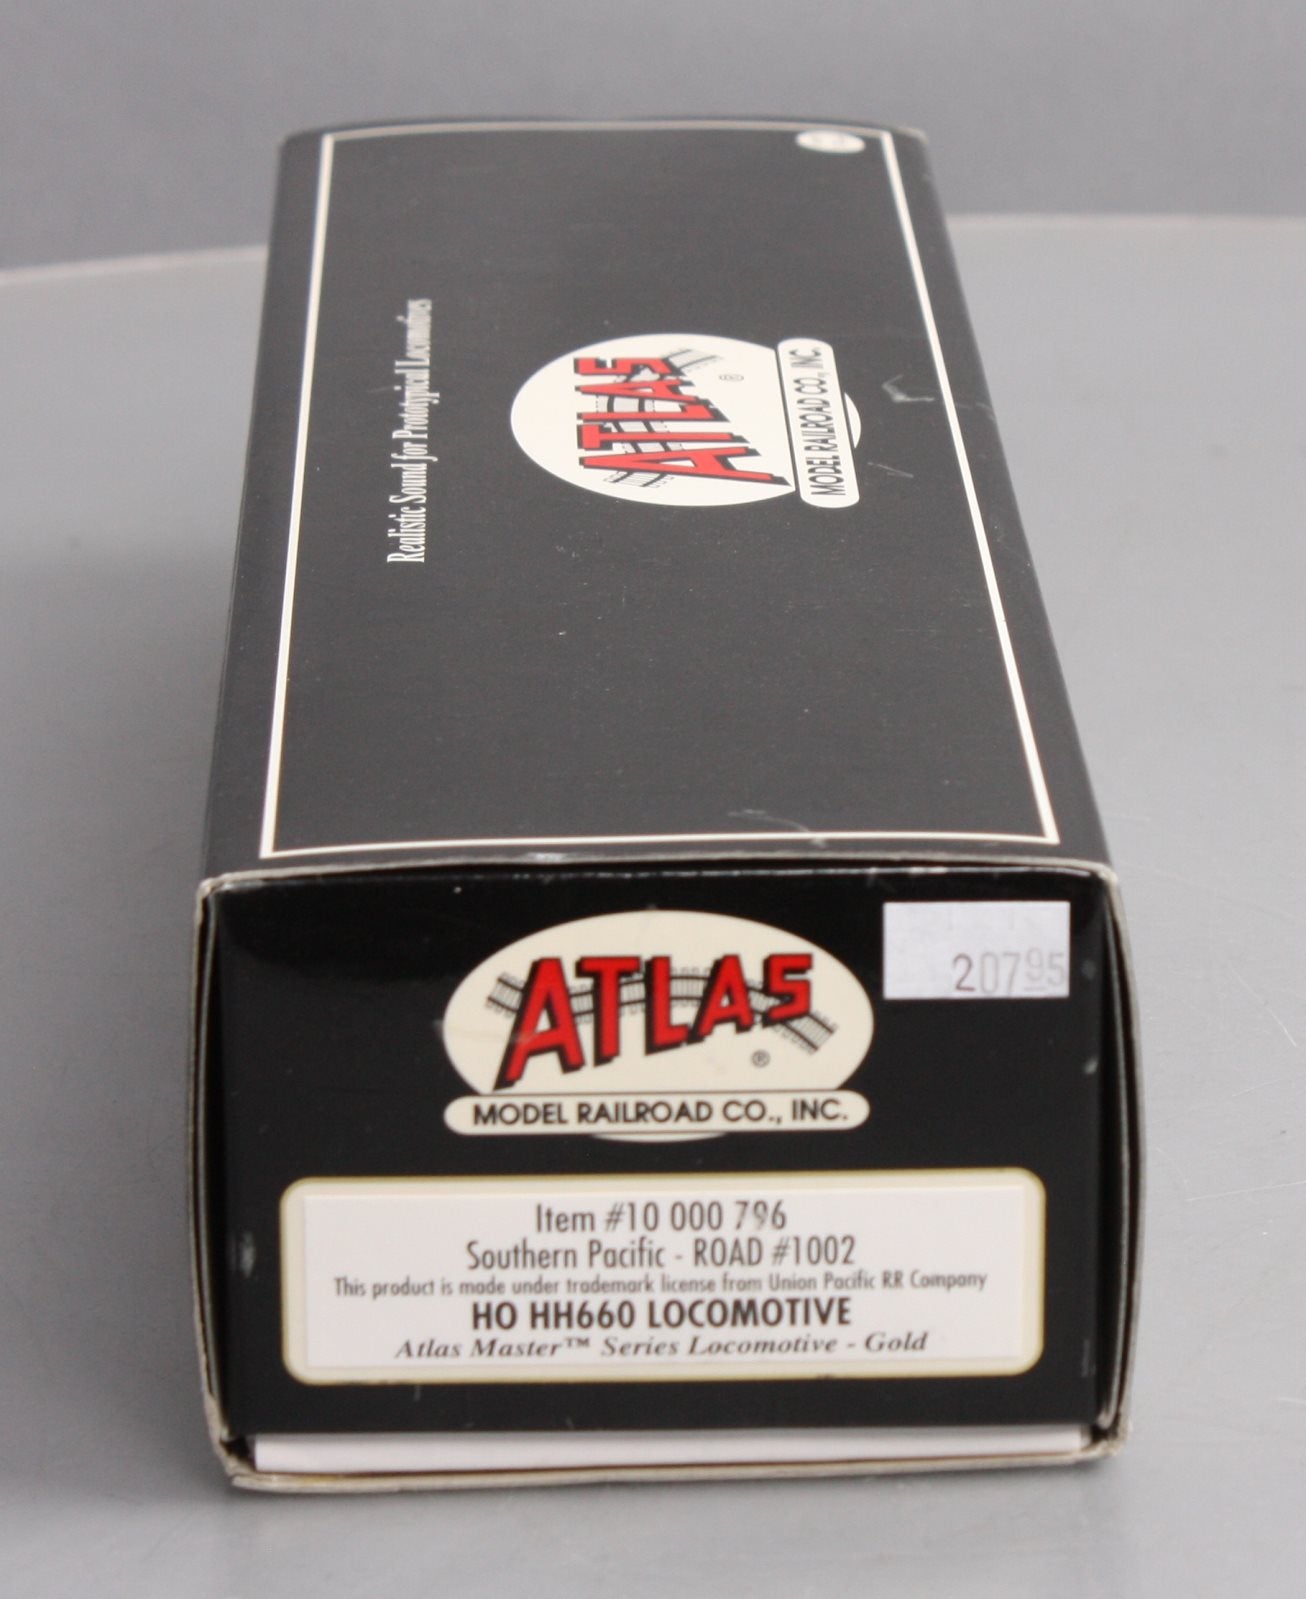 Realistic Sound for Prototypical Locomotives
ATLAS
®
MODEL RAILROAD CO., INC.
ATLAS
®
MODEL RAILROAD CO., INC.
20795
Item #10 000 796
Southern Pacific - ROAD #1002
This product is made under trademark license from Union Pacific RR Company
HO HH660 LOCOMOTIVE
Atlas Master™ Series Locomotive - Gold